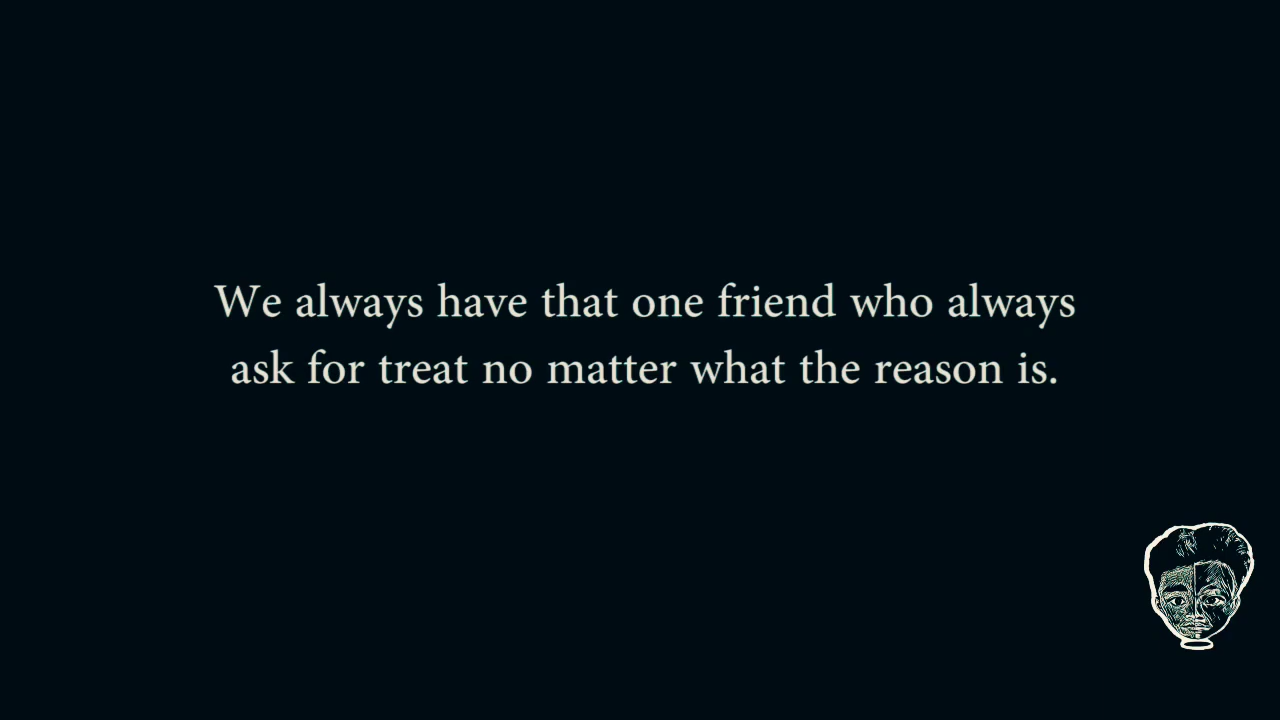 We always have that one friend who always
ask for treat no matter what the reason is.